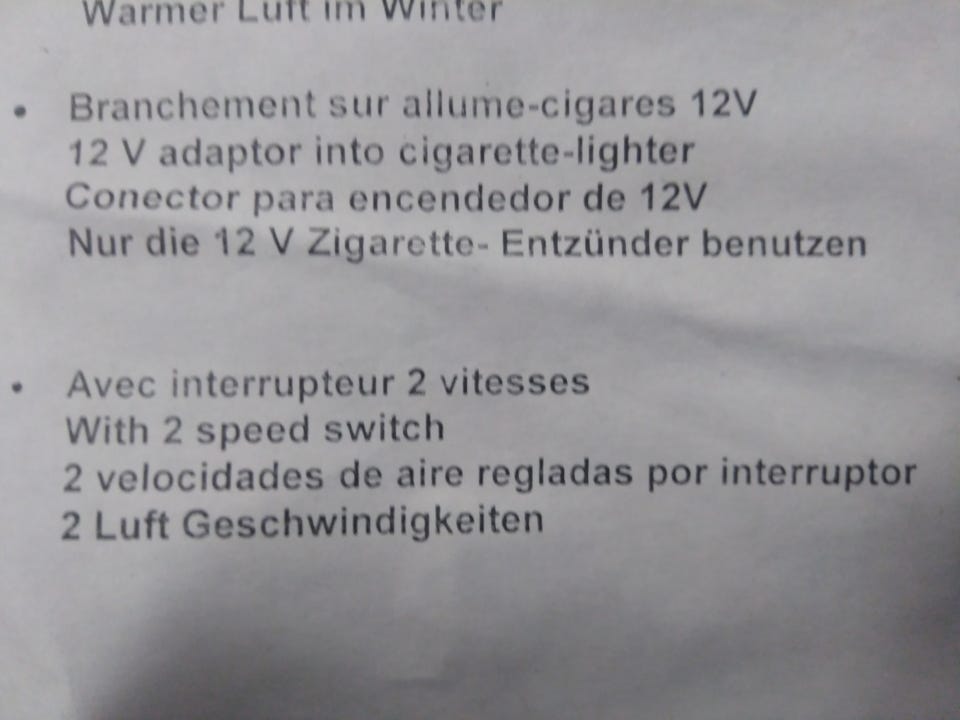 Warmer Luft im Winter
• Branchement sur allume-cigares 12V
12 V adaptor into cigarette-lighter
Conector para encendedor de 12V
Nur die 12 V Zigarette- Entzünder benutzen
• Avec interrupteur 2 vitesses
With 2 speed switch
2 velocidades de aire regladas por interruptor
2 Luft Geschwindigkeiten